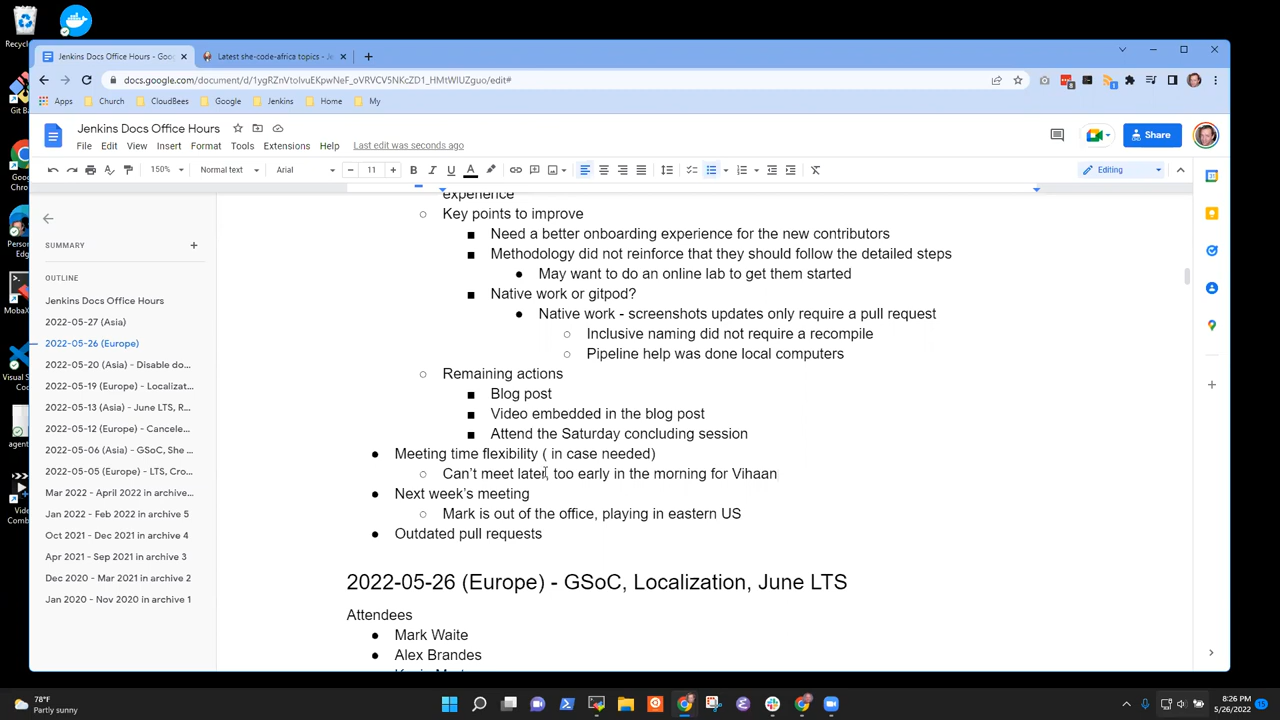 Jenkins Docs Office Hours - Goo
Latest she-code-africa topics - J
docs.google.com/document/d/1ygRZnVtolvuEKpwNeF_oVRVCV5NKcZD1_HMtWIUZguo/edit#
Apps
Church
CloudBees
Google
Jenkins
Home
My
Jenkins Docs Office Hours
Share
File
Edit
View
Insert
Format
Tools
Extensions
Help
Last edit was seconds ago
150%
Normal text
Arial
11
Editing
experience
SUMMARY
OUTLINE
Jenkins Docs Office Hours
2022-05-27 (Asia)
2022-05-26 (Europe)
2022-05-20 (Asia) - Disable do...
2022-05-19 (Europe) - Localizat...
2022-05-13 (Asia) - June LTS, R...
2022-05-12 (Europe) - Cancele...
2022-05-06 (Asia) - GSoC, She ...
2022-05-05 (Europe) - LTS, Cro...
Mar 2022 - April 2022 in archive 5
Jan 2022 - Nov 2022 in archive 5
Oct 2021 - Dec 2021 in archive 4
Apr 2021 - Sep 2021 in archive 3
Dec 2020 - Mar 2021 in archive 2
Jan 2020 - Nov 2020 in archive 1
Key points to improve
Need a better onboarding experience for the new contributors
Methodology did not reinforce that they should follow the detailed steps
May want to do an online lab to get them started
Native work or gitpod?
Native work - screenshots updates only require a pull request
Inclusive naming did not require a recompile
Pipeline help was done local computers
Remaining actions
Blog post
Video embedded in the blog post
Attend the Saturday concluding session
Meeting time flexibility ( in case needed)
Can't meet later, too early in the morning for Vihaan
Next week's meeting
Mark is out of the office, playing in eastern US
Outdated pull requests
2022-05-26 (Europe) - GSoC, Localization, June LTS
Attendees
Mark Waite
Alex Brandes
78°F
Partly sunny
8:26 PM
5/26/2022